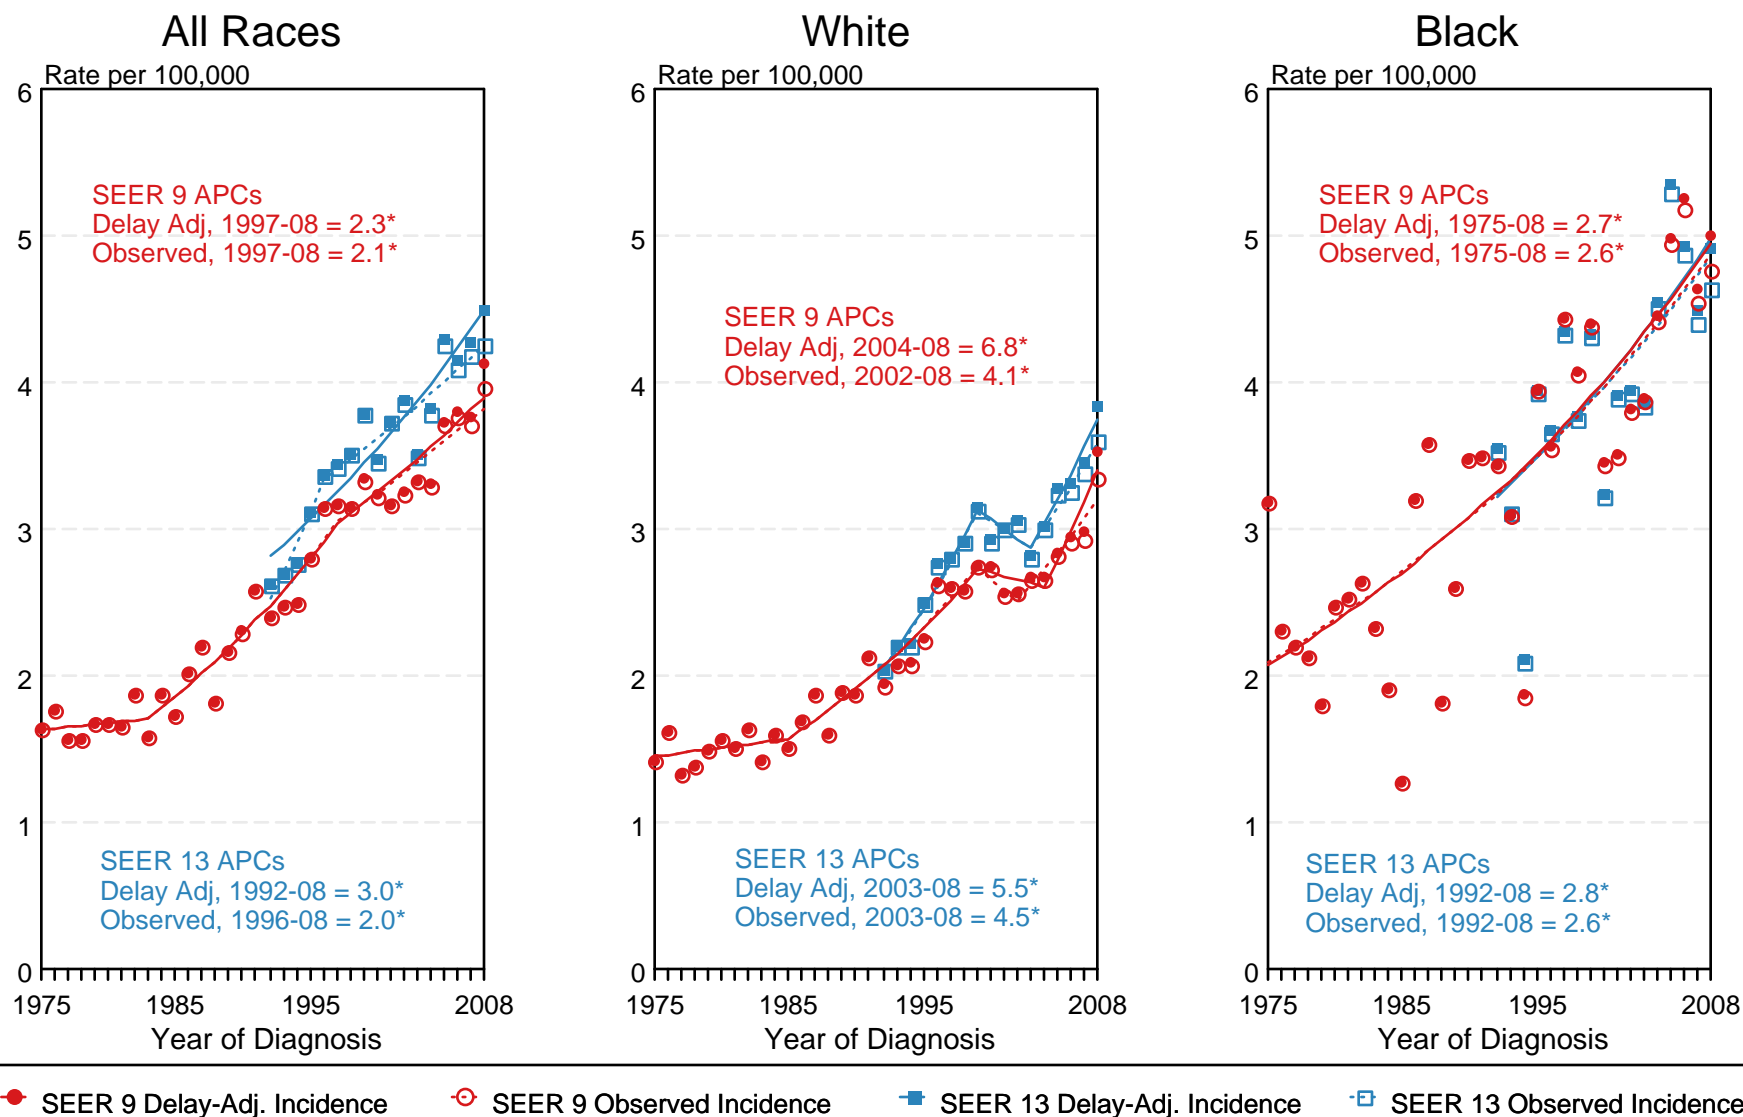 All Races
White
Black
Rate per 100,000
Rate per 100,000
Rate per 100,000
6
5
4
3
2
1
0
SEER 9 APCs
Delay Adj, 1997-08 = 2.3*
Observed, 1997-08 = 2.1*
SEER 13 APCs
Delay Adj, 1992-08 = 3.0*
Observed, 1996-08 = 2.0*
1975 1985 1995 2008
Year of Diagnosis
6
5
4
3
2
1
0
SEER 9 APCs
Delay Adj, 2004-08 = 6.8*
Observed, 2002-08 = 4.1*
SEER 13 APCs
Delay Adj, 2003-08 = 5.5*
Observed, 2003-08 = 4.5*
1975 1985 1995 2008
Year of Diagnosis
6
5
4
3
2
1
0
SEER 9 APCs
Delay Adj, 1975-08 = 2.7*
Observed, 1975-08 = 2.6*
SEER 13 APCs
Delay Adj, 1992-08 = 2.8*
Observed, 1992-08 = 2.6*
1975 1985 1995 2008
Year of Diagnosis
SEER 9 Delay-Adj. Incidence
SEER 9 Observed Incidence
SEER 13 Delay-Adj. Incidence
SEER 13 Observed Incidence